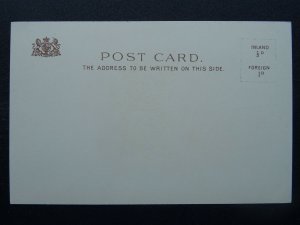 POST CARD.
THE ADDRESS TO BE WRITTEN ON THIS SIDE.
INLAND
½D
FOREIGN
1D